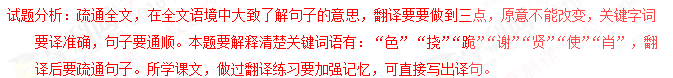 试题分析：疏通全文，在全文语境中大致了解句子的意思，翻译要要做到三点，原意不能改变，关键字词
要译准确，句子要通顺。本题要解释清楚关键词语有：“色”“挠”“跪”“谢”“贤”“使”“肖”，翻
译后要疏通句子。所学课文，做过翻译练习要加强记忆，可直接写出译句。